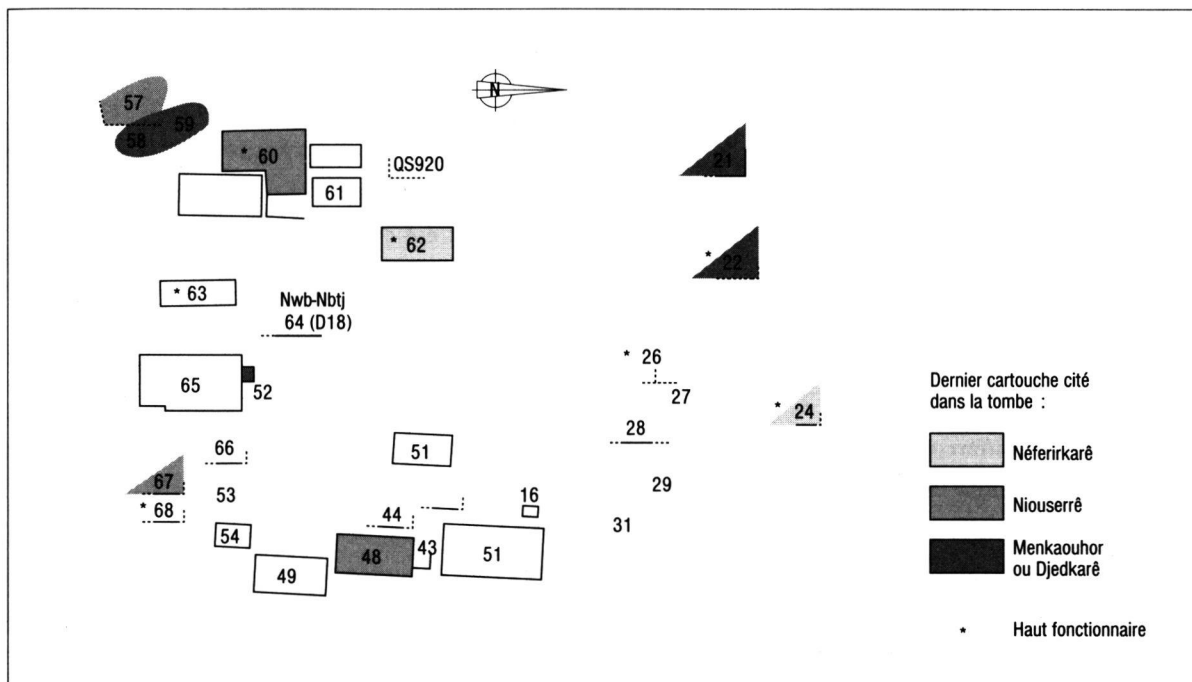 N
57
59
58
* 60
QS920
61
21
* 62
* 22
* 63
Nwb-Nbtj
64 (D18)
* 26
27
65
52
* 24
Dernier cartouche cité
dans la tombe :
28
66
51
Néferirkarê
67
53
29
16
* 68
44
31
Niouserrê
54
48
43
51
49
Menkaouhor
ou Djedkarê
* Haut fonctionnaire